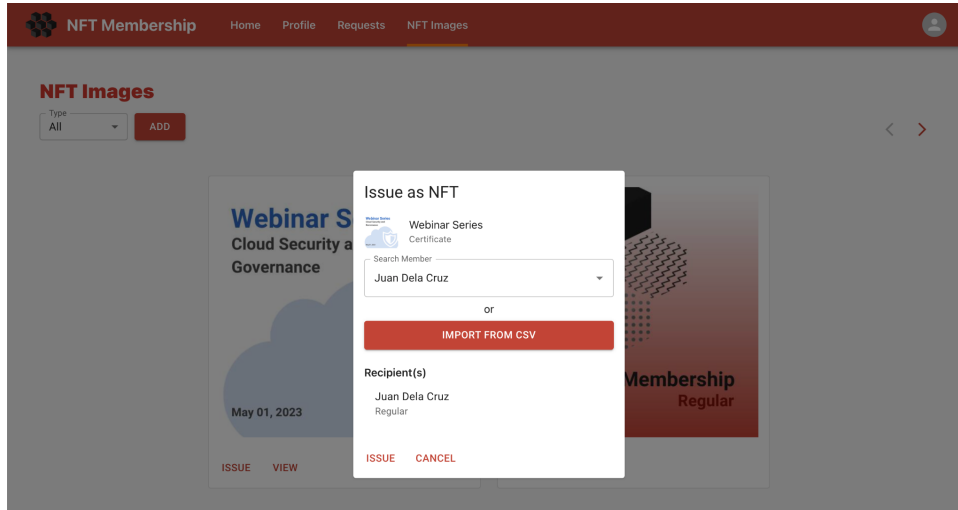 NFT Membership
Home
Profile
Requests
NFT Images
NFT Images
Type
All
ADD
Webinar S
Cloud Security a
Governance
May 01, 2023
ISSUE
VIEW
Issue as NFT
Webinar Series
Certificate
Search Member
Juan Dela Cruz
or
IMPORT FROM CSV
Recipient(s)
Juan Dela Cruz
Regular
ISSUE
CANCEL
Membership
Regular